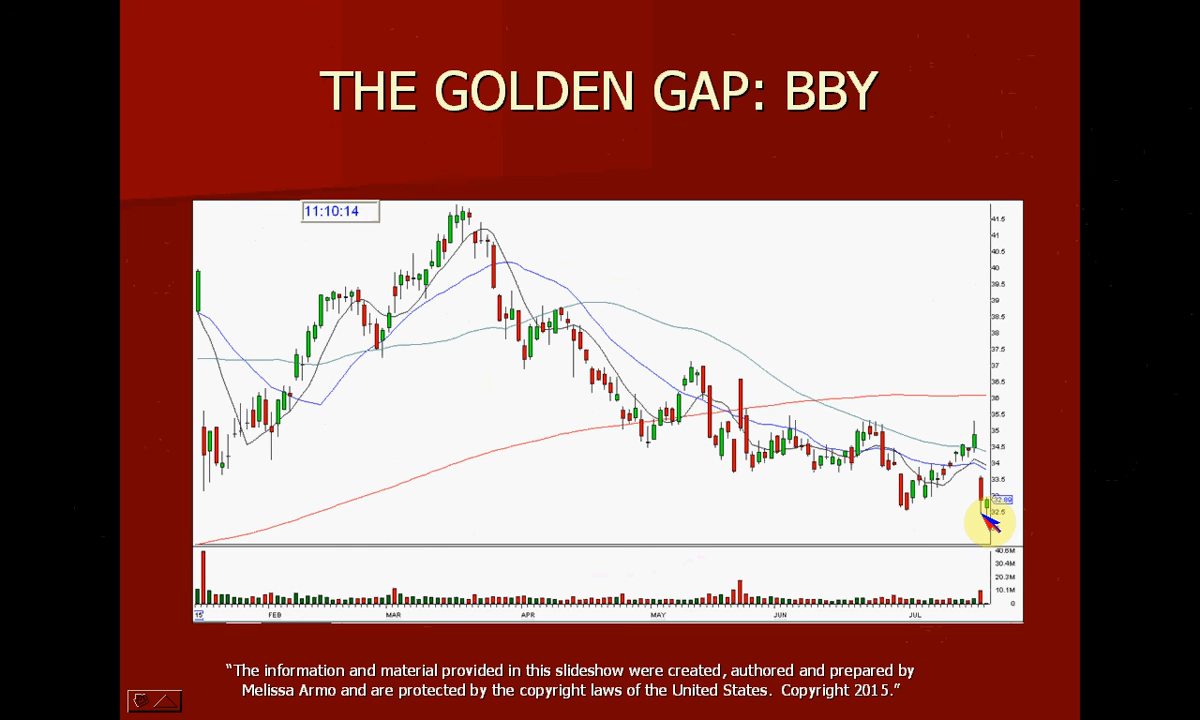 THE GOLDEN GAP: BBY
11:10:14
41.5
41
40.5
40
39.5
39
38.5
38
37.5
37
36.5
36
35.5
35
34.5
34
33.5
32.89
32.5
40.6M
30.4M
20.3M
10.1M
0
15 FEB MAR APR MAY JUN JUL
“The information and material provided in this slideshow were created, authored and prepared by
Melissa Armo and are protected by the copyright laws of the United States.  Copyright 2015.”